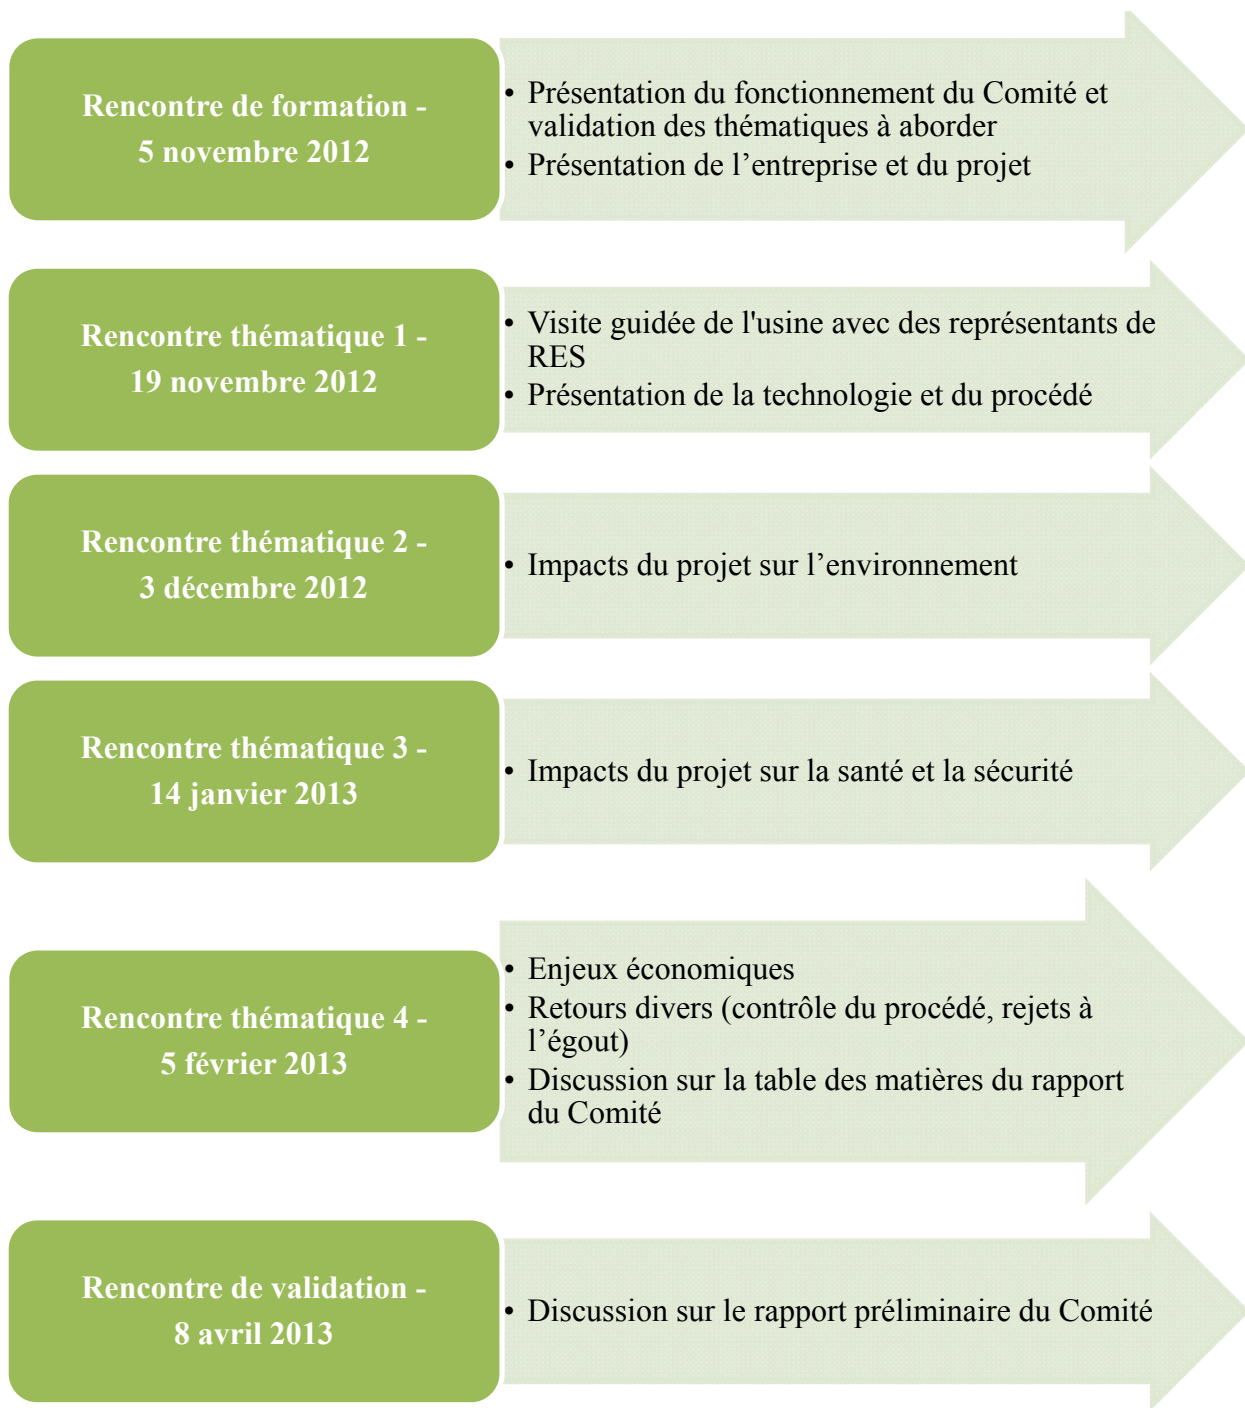 Rencontre de formation -
5 novembre 2012
• Présentation du fonctionnement du Comité et
validation des thématiques à aborder
• Présentation de l’entreprise et du projet
Rencontre thématique 1 -
19 novembre 2012
• Visite guidée de l'usine avec des représentants de
RES
• Présentation de la technologie et du procédé
Rencontre thématique 2 -
3 décembre 2012
• Impacts du projet sur l’environnement
Rencontre thématique 3 -
14 janvier 2013
• Impacts du projet sur la santé et la sécurité
Rencontre thématique 4 -
5 février 2013
• Enjeux économiques
• Retours divers (contrôle du procédé, rejets à
l’égout)
• Discussion sur la table des matières du rapport
du Comité
Rencontre de validation -
8 avril 2013
• Discussion sur le rapport préliminaire du Comité